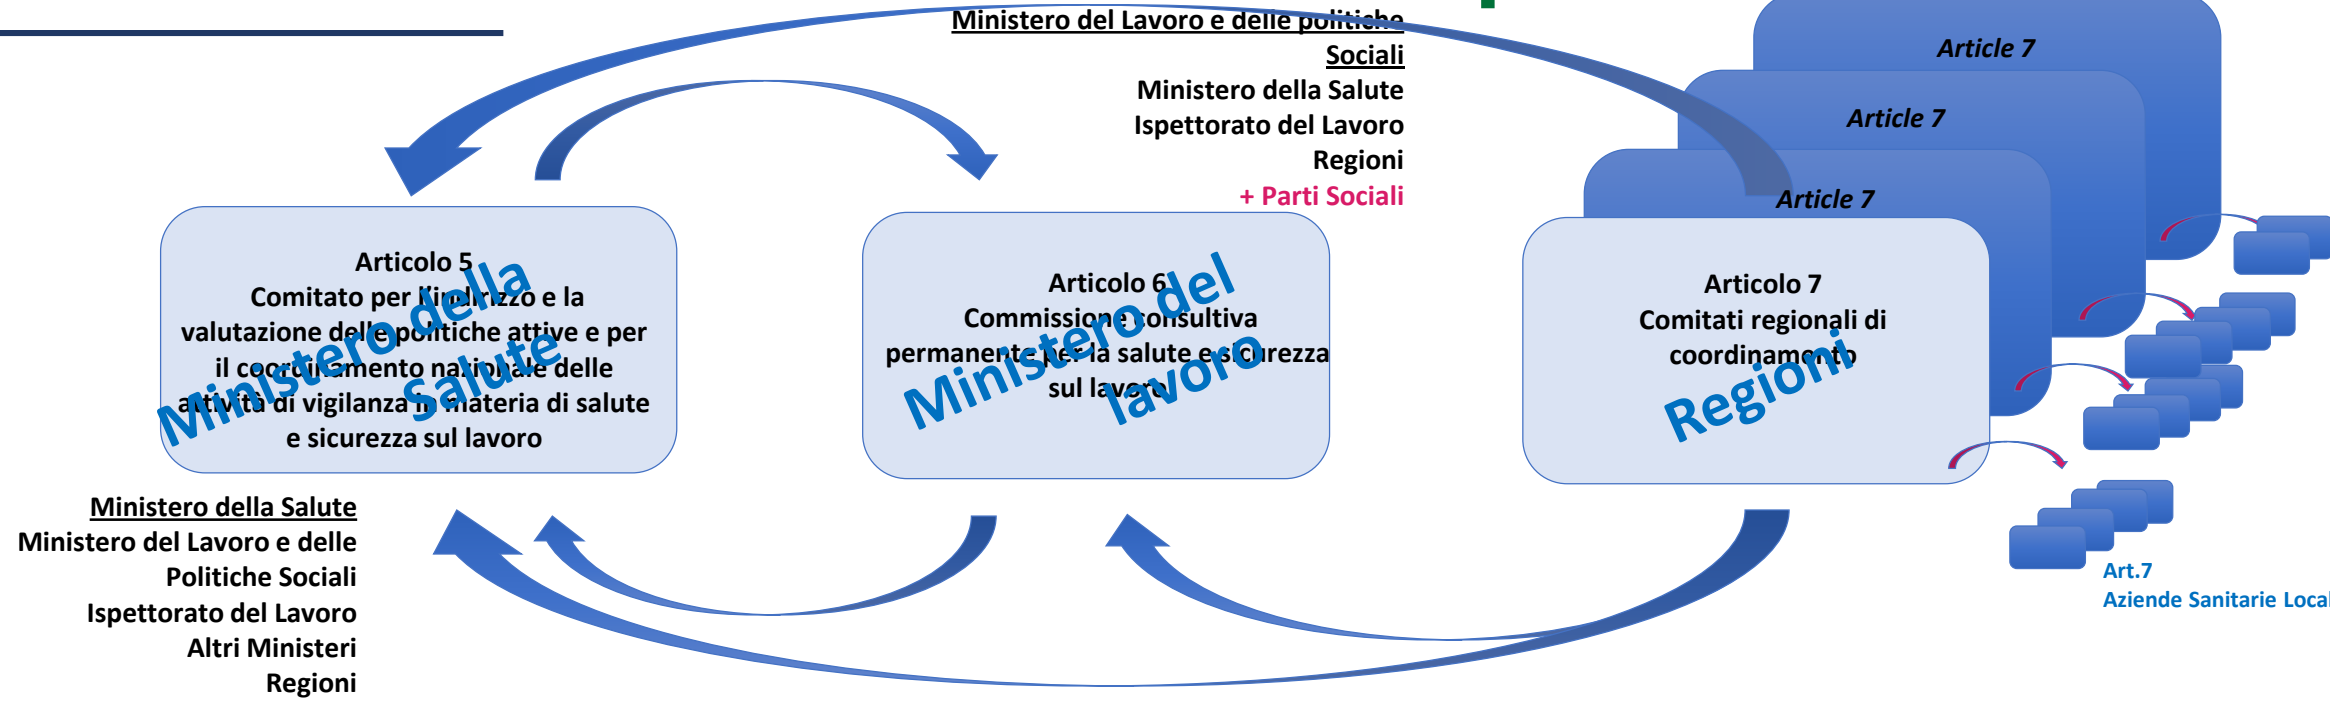 Ministero del Lavoro e delle politiche
Sociali
Ministero della Salute
Ispettorato del Lavoro
Regioni
+ Parti Sociali
Article 7
Article 7
Article 7
Articolo 5
Comitato per l'indirizzo e la
valutazione delle politiche attive e per
il coordinamento nazionale delle
attività di vigilanza in materia di salute
e sicurezza sul lavoro
Ministero della
Salute
Articolo 6
Commissione consultiva
permanente per la salute e sicurezza
sul lavoro
Ministero del
lavoro
Articolo 7
Comitati regionali di
coordinamento
Regioni
Ministero della Salute
Ministero del Lavoro e delle
Politiche Sociali
Ispettorato del Lavoro
Altri Ministeri
Regioni
Art.7
Aziende Sanitarie Local